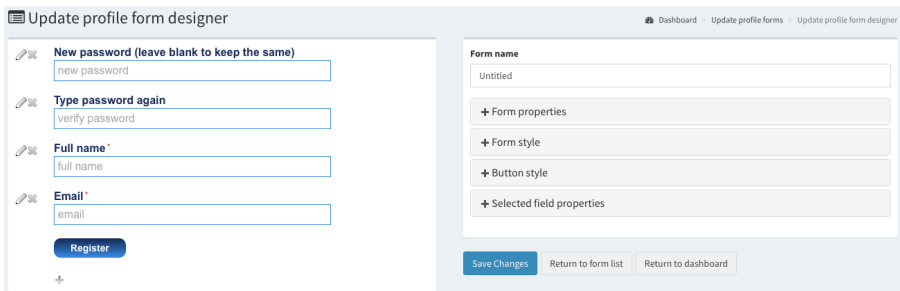 Update profile form designer
Dashboard > Update profile forms > Update profile form designer
New password (leave blank to keep the same)
new password
Type password again
verify password
Full name*
full name
Email*
email
Register
Form name
Untitled
Form properties
Form style
Button style
Selected field properties
Save Changes
Return to form list
Return to dashboard